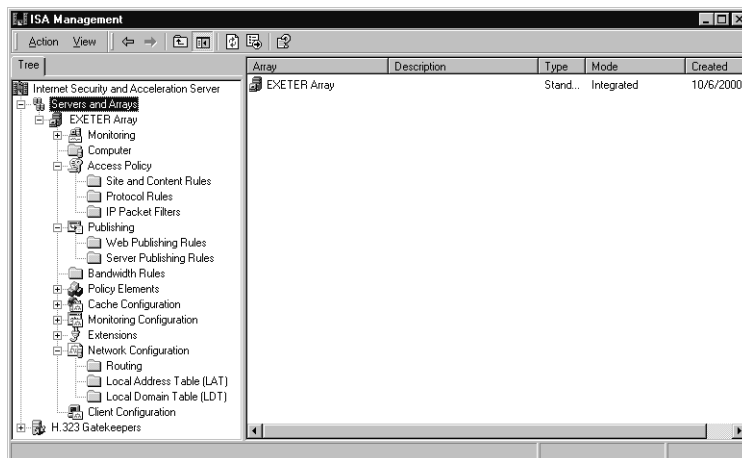 ISA Management
Action View
Tree
Internet Security and Acceleration Server
Servers and Arrays
EXETER Array
Monitoring
Computer
Access Policy
Site and Content Rules
Protocol Rules
IP Packet Filters
Publishing
Web Publishing Rules
Server Publishing Rules
Bandwidth Rules
Policy Elements
Cache Configuration
Monitoring Configuration
Extensions
Network Configuration
Routing
Local Address Table (LAT)
Local Domain Table (LDT)
Client Configuration
H.323 Gatekeepers
Array Description Type Mode Created
EXETER Array Stand... Integrated 10/6/2000